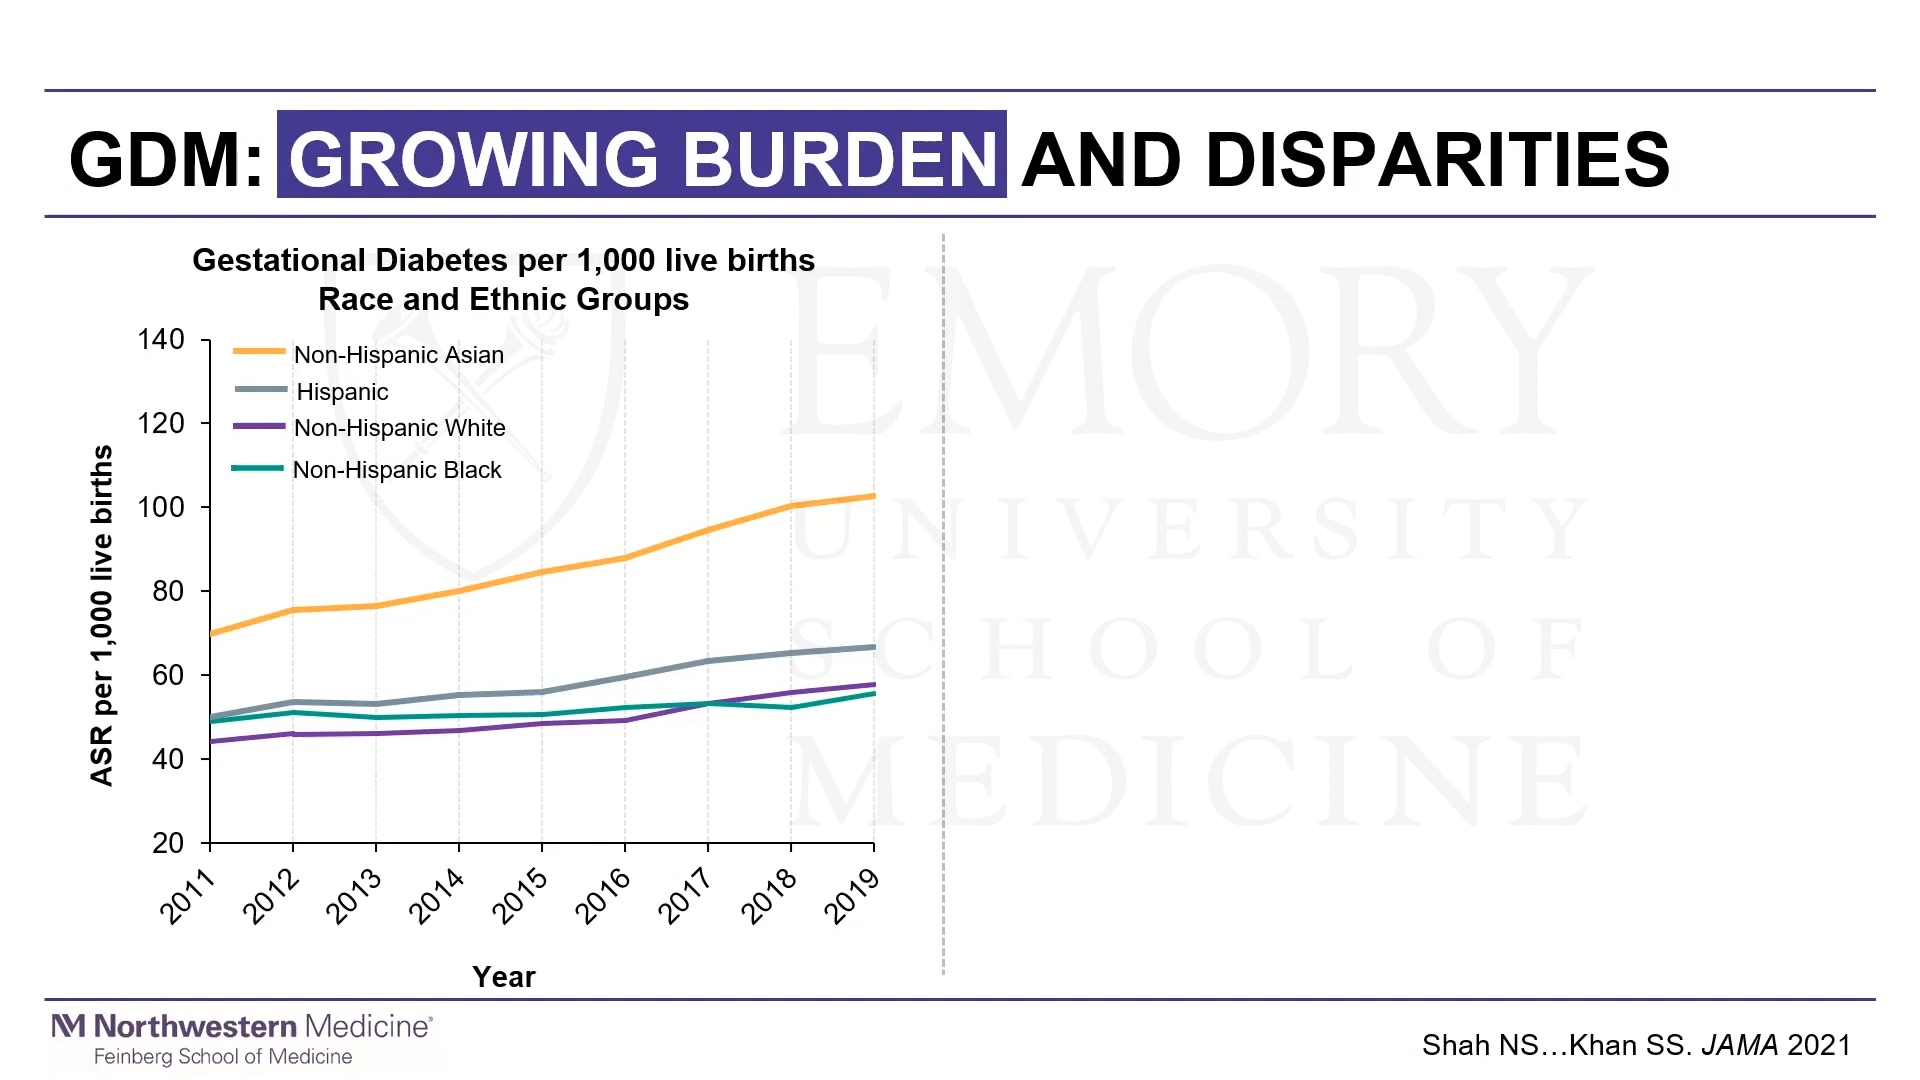 GDM: GROWING BURDEN AND DISPARITIES
Gestational Diabetes per 1,000 live births
Race and Ethnic Groups
140
120
100
80
60
40
20
ASR per 1,000 live births
Non-Hispanic Asian
Hispanic
Non-Hispanic White
Non-Hispanic Black
2011
2012
2013
2014
2015
2016
2017
2018
2019
Year
EMORY
UNIVERSITY
SCHOOL OF
MEDICINE
NM Northwestern Medicine®
Feinberg School of Medicine
Shah NS…Khan SS. JAMA 2021